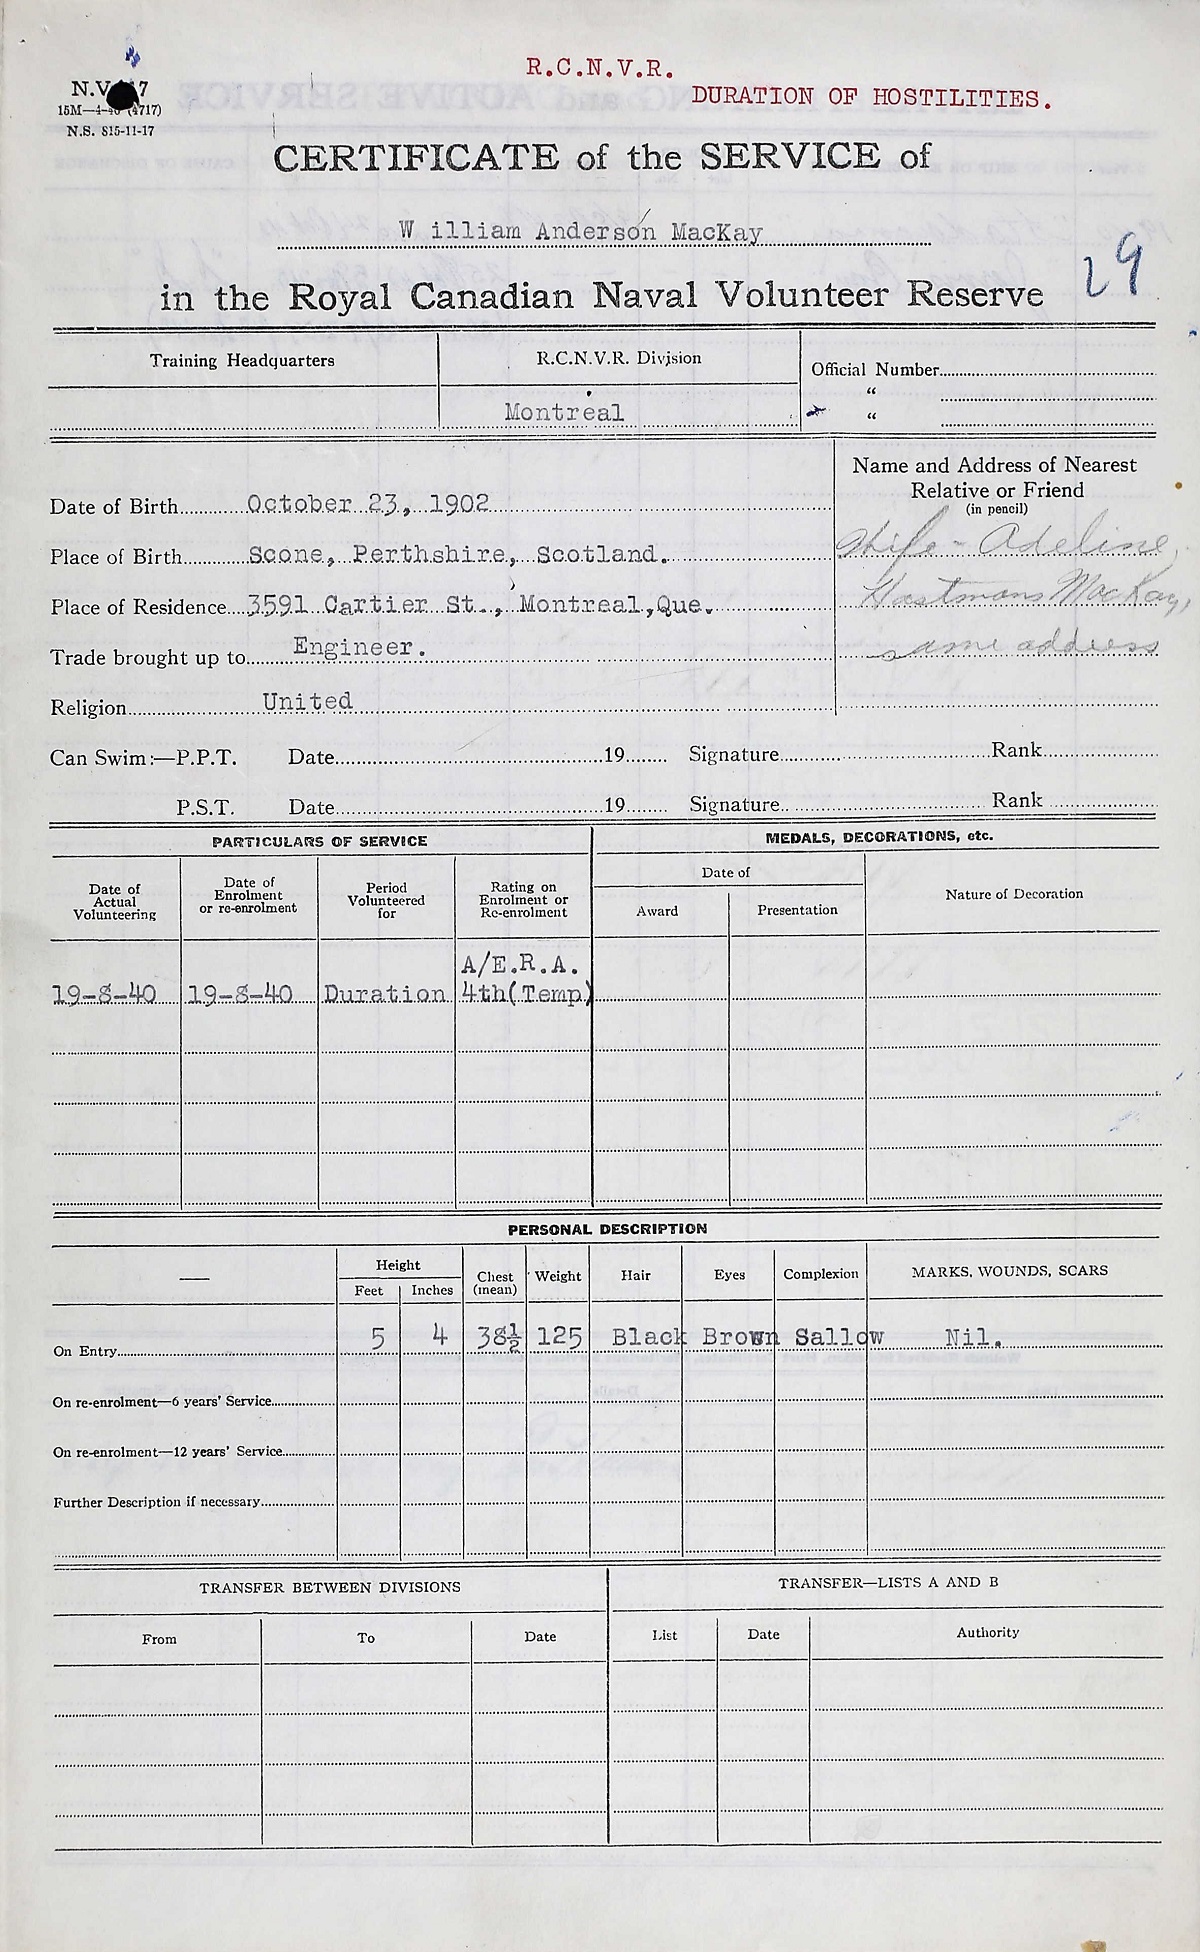 R.C.N.V.R.
DURATION OF HOSTILITIES.
N.V. 7
15M—4-40 (4717)
N.S. 815-11-17
CERTIFICATE of the SERVICE of
W illiam Anderson MacKay
29
in the Royal Canadian Naval Volunteer Reserve
Training Headquarters R.C.N.V.R. Division Official Number
“
Montreal “
Name and Address of Nearest
Relative or Friend
(in pencil)
Date of Birth October 23, 1902
Wife - Adeline,
Place of Birth Scone, Perthshire, Scotland.
MacKay,
Place of Residence 3591 Cartier St., Montreal,Que.
same address
Trade brought up to Engineer.
Religion United
Can Swim:—P.P.T. Date 19 Signature Rank
P.S.T. Date 19 Signature Rank
PARTICULARS OF SERVICE MEDALS, DECORATIONS, etc.
Date of Actual Volunteering Date of Enrolment or re-enrolment Period Volunteered for Rating on Enrolment or Re-enrolment Date of Nature of Decoration
Award Presentation
A/E.R.A.
19-8-40 19-8-40 Duration 4th(Temp)
PERSONAL DESCRIPTION
— Height Chest (mean) Weight Hair Eyes Complexion MARKS, WOUNDS, SCARS
Feet Inches
On Entry 5 4 38½ 125 Black Brown Sallow Nil.
On re-enrolment—6 years' Service
On re-enrolment—12 years' Service
Further Description if necessary
TRANSFER BETWEEN DIVISIONS TRANSFER—LISTS A AND B
From To Date List Date Authority